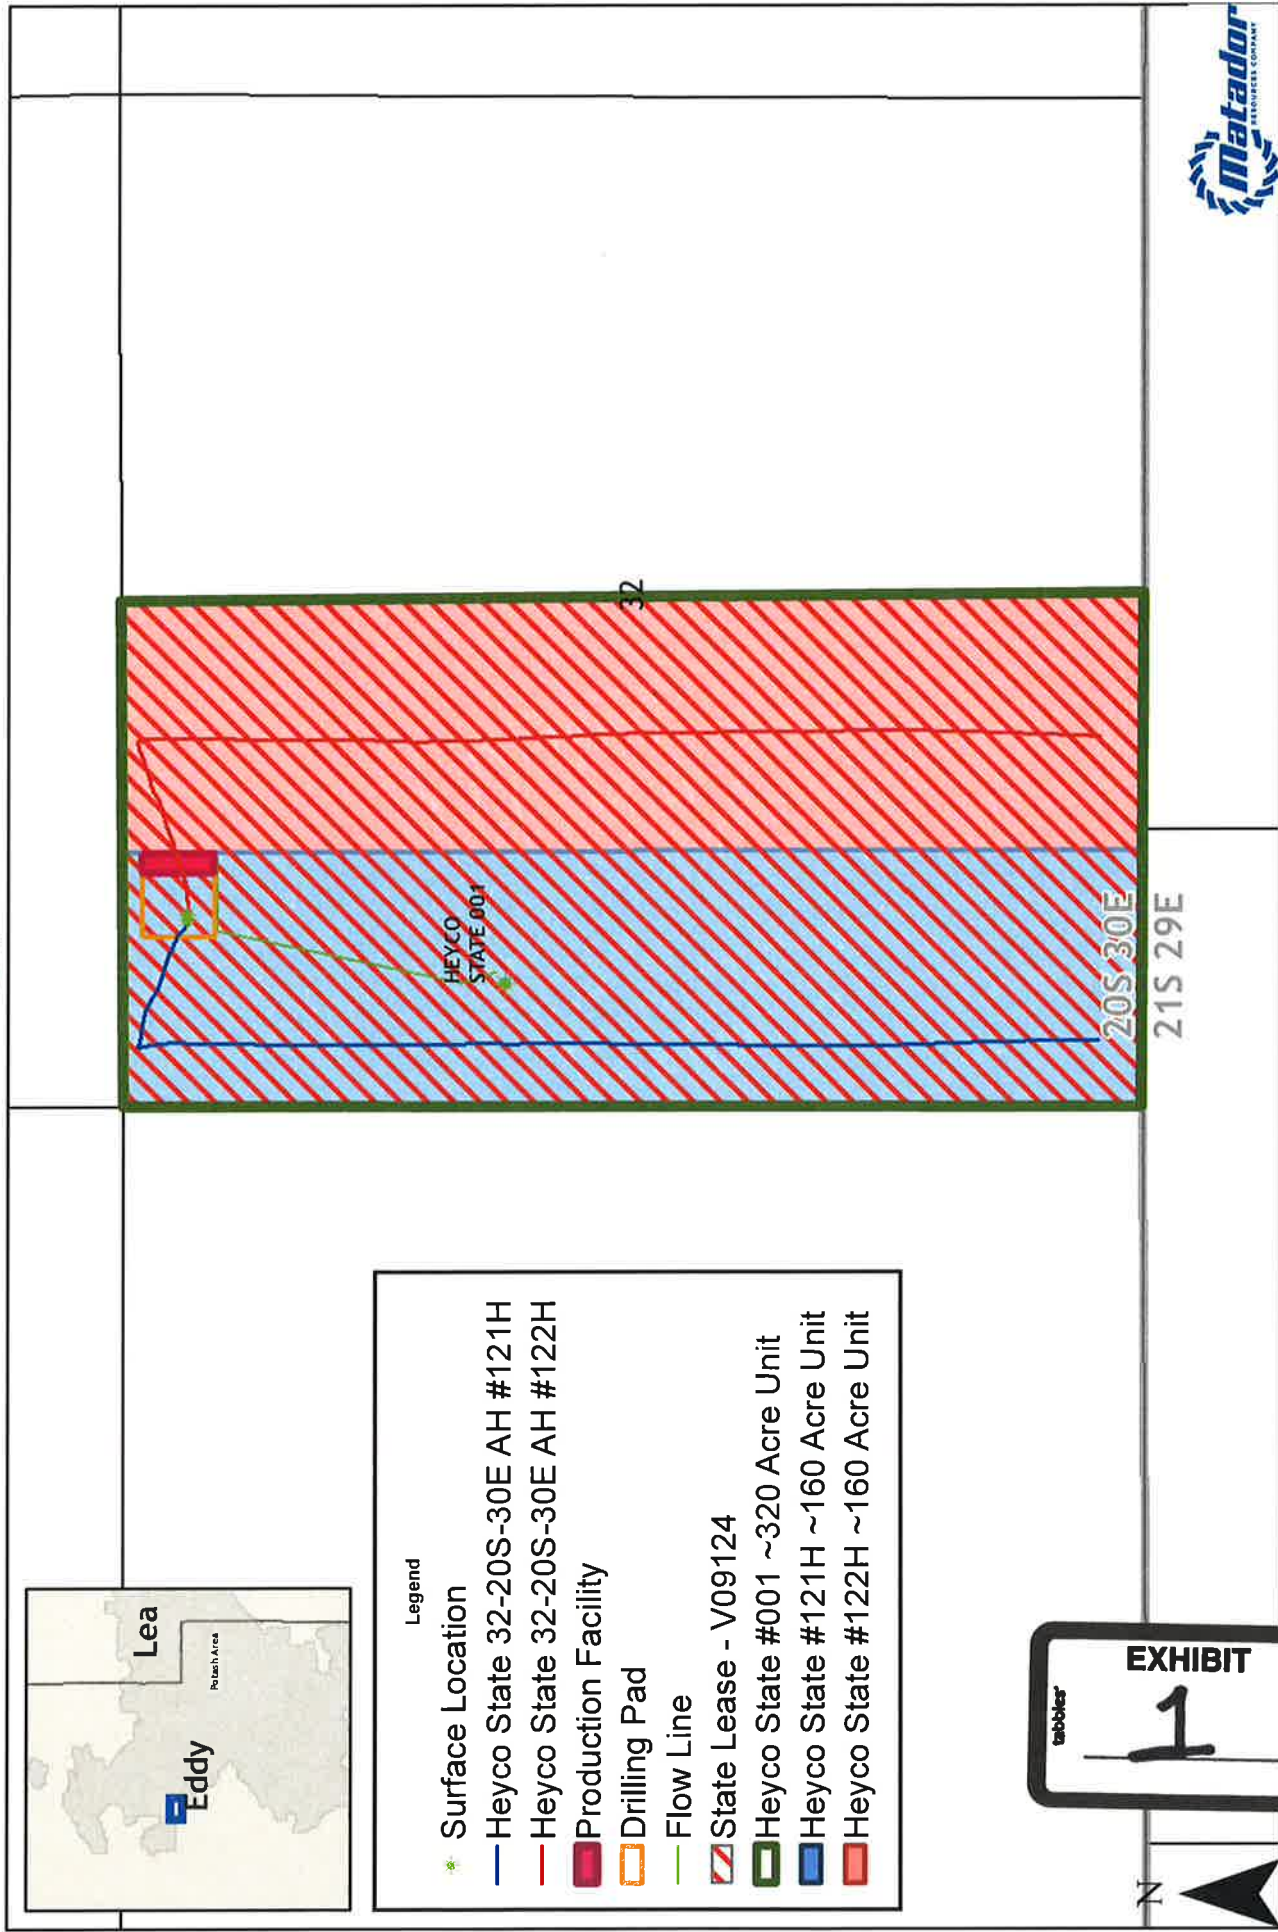 Lea
Eddy
Potash Area
Legend
Surface Location
Heyco State 32-20S-30E AH #121H
Heyco State 32-20S-30E AH #122H
Production Facility
Drilling Pad
Flow Line
State Lease - V09124
Heyco State #001 ~320 Acre Unit
Heyco State #121H ~160 Acre Unit
Heyco State #122H ~160 Acre Unit
HEYCO
STATE 001
32
20S 30E
21S 29E
N
tabbies'
EXHIBIT
1
Matador
RESOURCES COMPANY